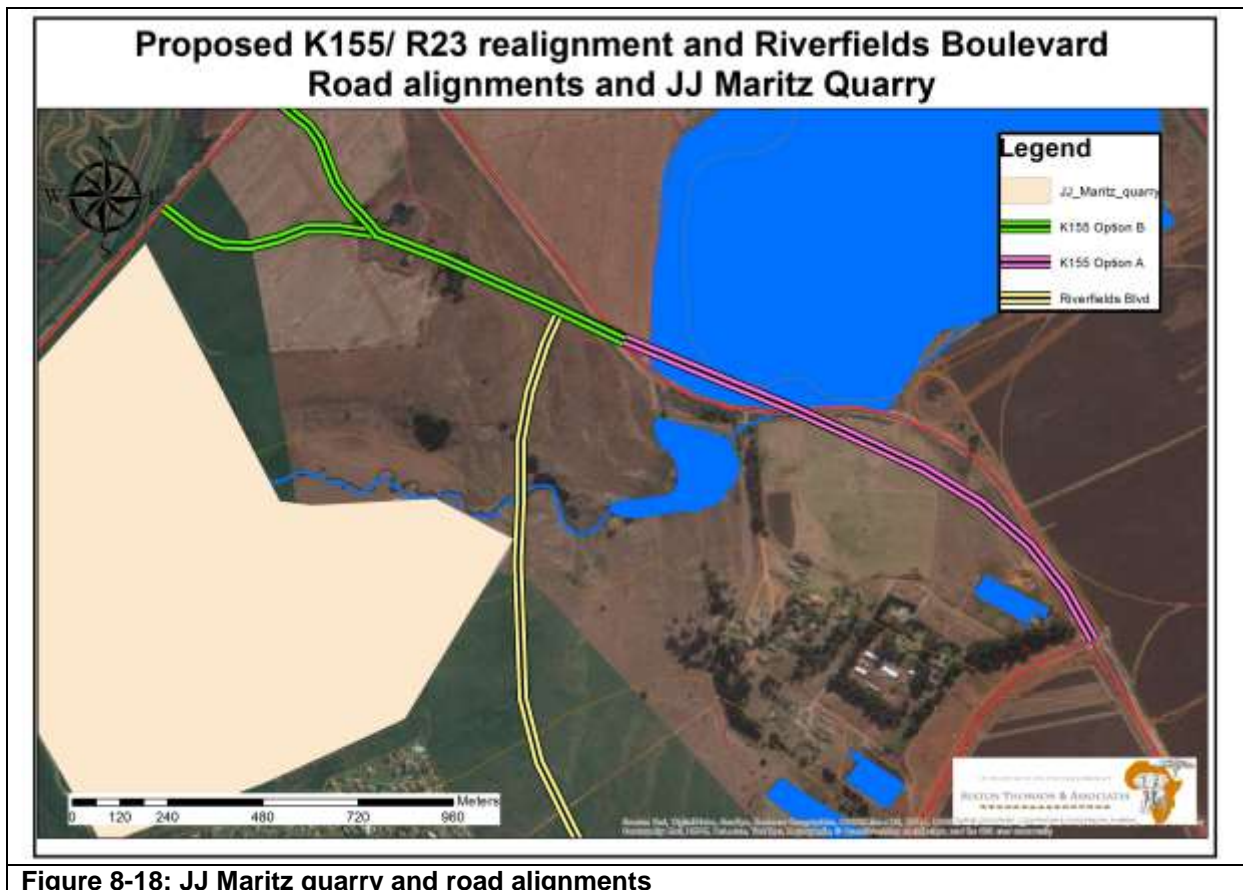 Proposed K155/ R23 realignment and Riverfields Boulevard
Road alignments and JJ Maritz Quarry
N
W E
S
Legend
JJ_Maritz_quarry
K155 Option B
K155 Option A
Riverfields Blvd
Meters
0 120 240 480 720 960
& ASSOCIATES
Figure 8-18: JJ Maritz quarry and road alignments